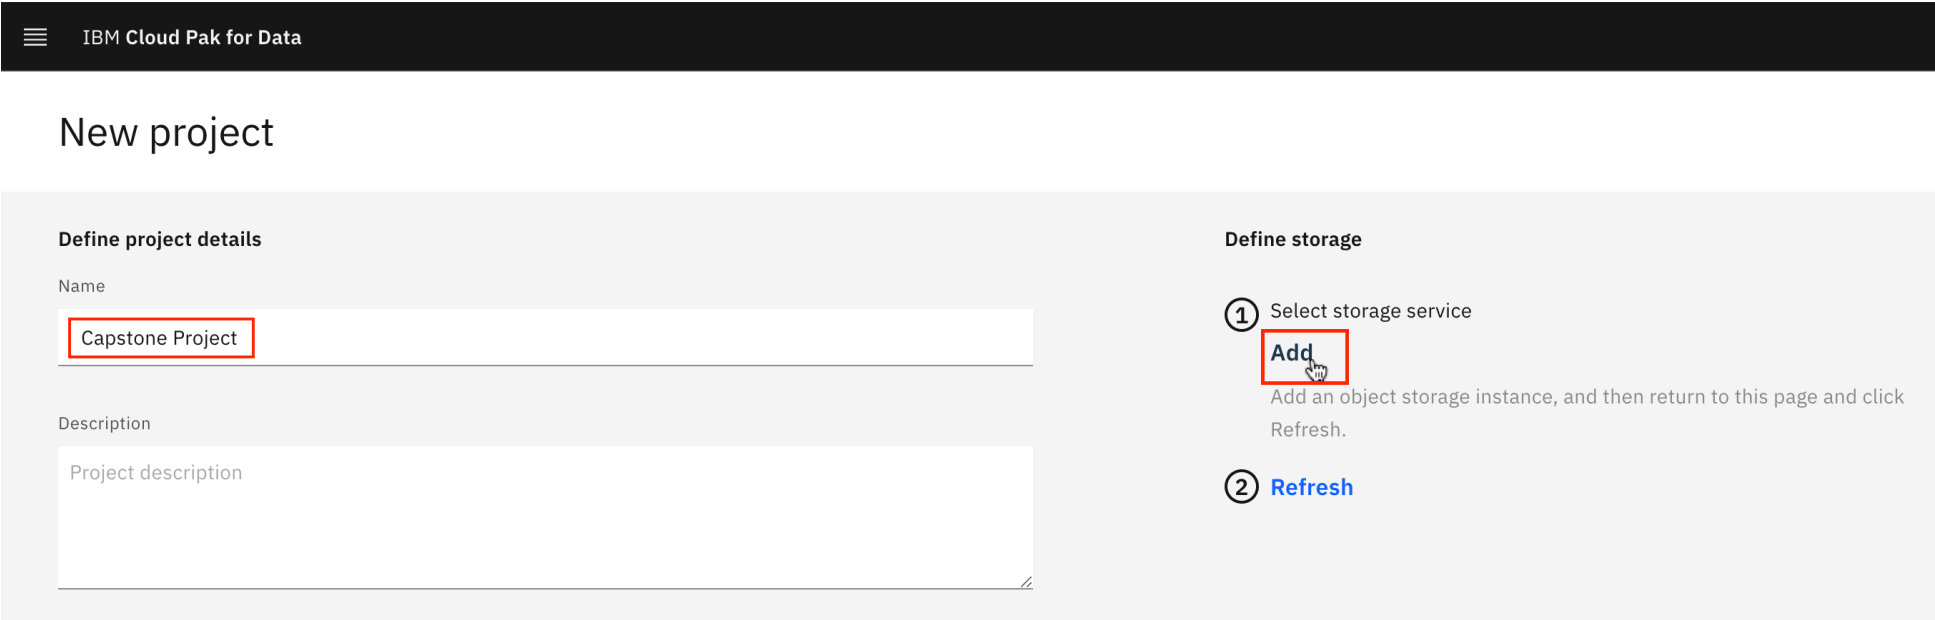 IBM Cloud Pak for Data
New project
Define project details
Name
Capstone Project
Description
Project description
Define storage
1 Select storage service
Add
Add an object storage instance, and then return to this page and click
Refresh.
2 Refresh